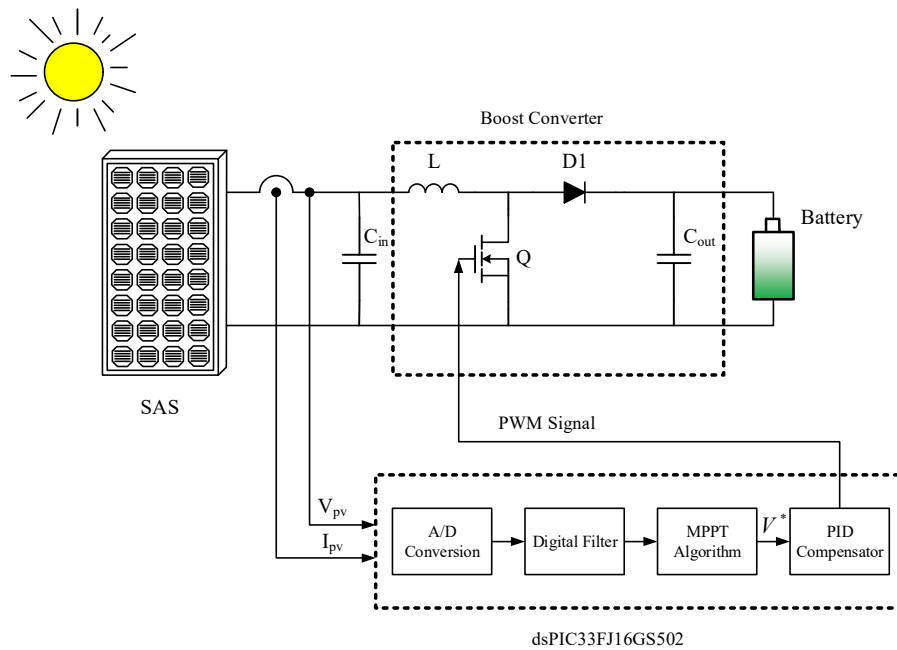 Boost Converter
L
D1
C_in
Q
C_out
Battery
SAS
PWM Signal
V_pv
I_pv
A/D
Conversion
Digital Filter
MPPT
Algorithm
V*
PID
Compensator
dsPIC33FJ16GS502